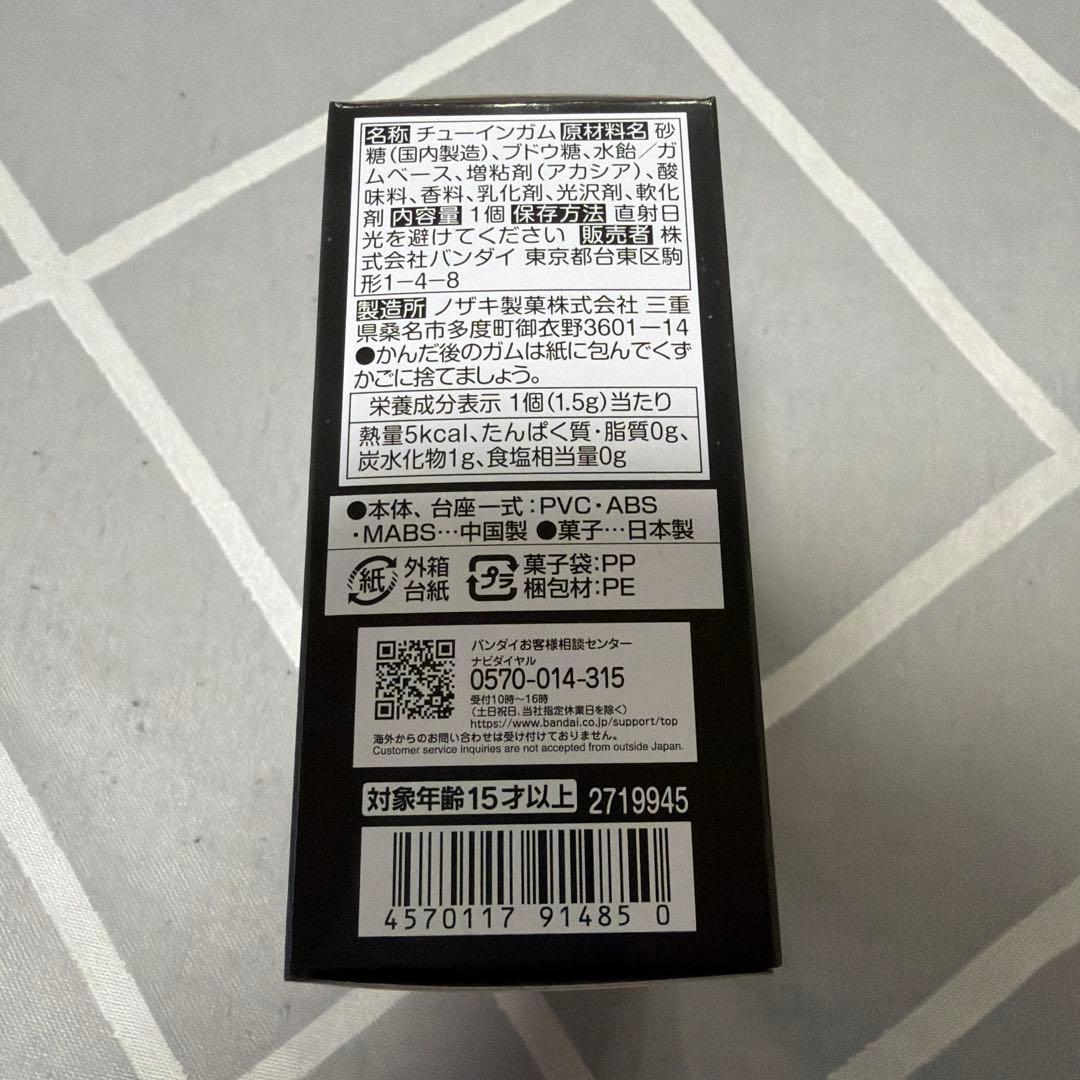 名称 チューインガム 原材料名 砂
糖(国内製造)、ブドウ糖、水飴／ガ
ムベース、増粘剤(アカシア)、酸
味料、香料、乳化剤、光沢剤、軟化
剤 内容量 1個 保存方法 直射日
光を避けてください 販売者 株
式会社バンダイ 東京都台東区駒
形1-4-8
製造所 ノザキ製菓株式会社 三重
県桑名市多度町御衣野3601-14
●かんだ後のガムは紙に包んでくず
かごに捨てましょう。
栄養成分表示 1個(1.5g)当たり
熱量5kcal、たんぱく質・脂質0g、
炭水化物1g、食塩相当量0g
●本体、台座一式:PVC・ABS
・MABS…中国製 ●菓子…日本製
紙 外箱
台紙
プラ 菓子袋:PP
梱包材:PE
バンダイお客様相談センター
ナビダイヤル
0570-014-315
受付10時～16時
(土日祝日、当社指定休業日を除く)
https://www.bandai.co.jp/support/top
海外からのお問い合わせは受け付けておりません。
Customer service inquiries are not accepted from outside Japan.
対象年齢15才以上 2719945
4570117 91485 0